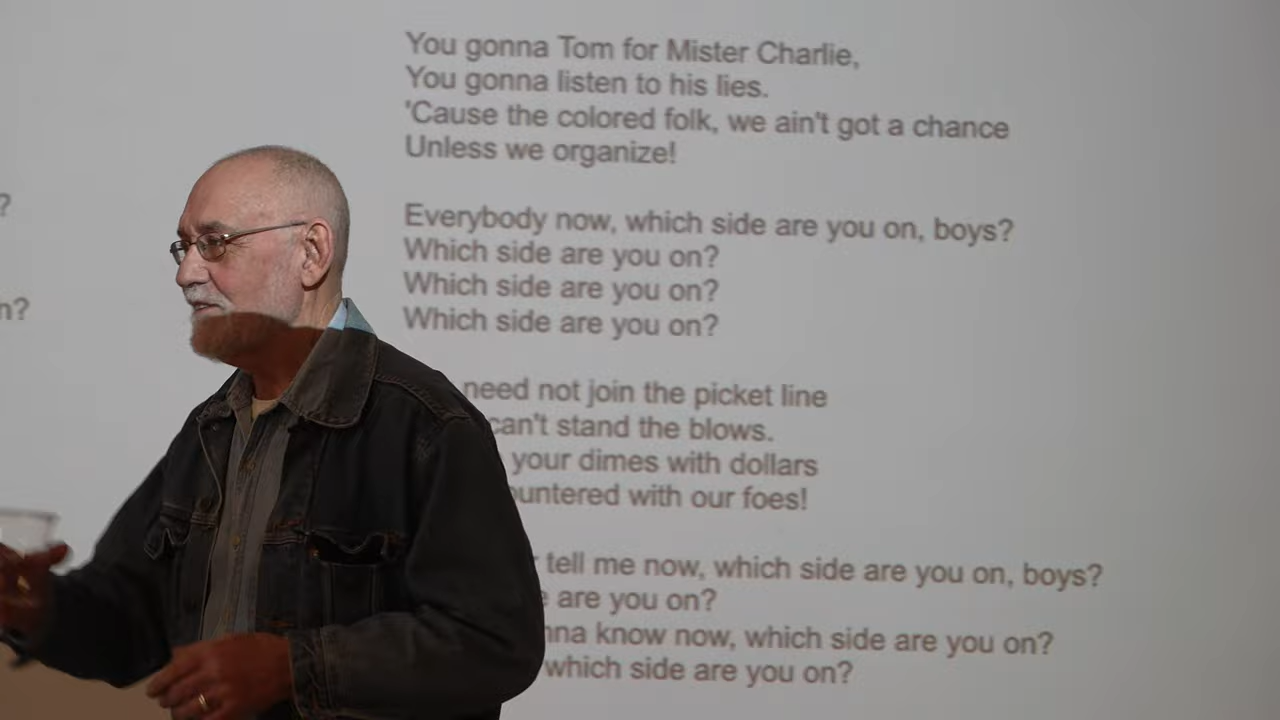 You gonna Tom for Mister Charlie,
You gonna listen to his lies.
'Cause the colored folk, we ain't got a chance
Unless we organize!
Everybody now, which side are you on, boys?
Which side are you on?
Which side are you on?
Which side are you on?
need not join the picket line
can't stand the blows.
your dimes with dollars
with our foes!
tell me now, which side are you on, boys?
are you on?
know now, which side are you on?
which side are you on?